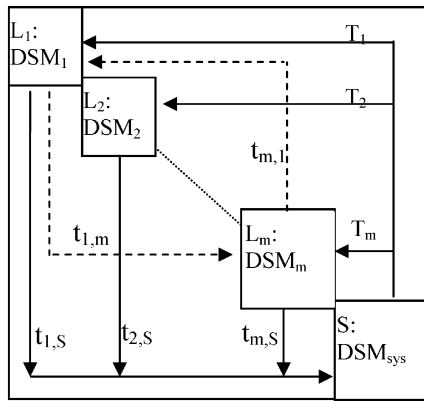 L₁:
DSM₁
T₁
L₂:
DSM₂
T₂
tₘ,₁
Lₘ:
DSMₘ
Tₘ
t₁,ₘ
S:
DSMsys
t₁,S
t₂,S
tₘ,S